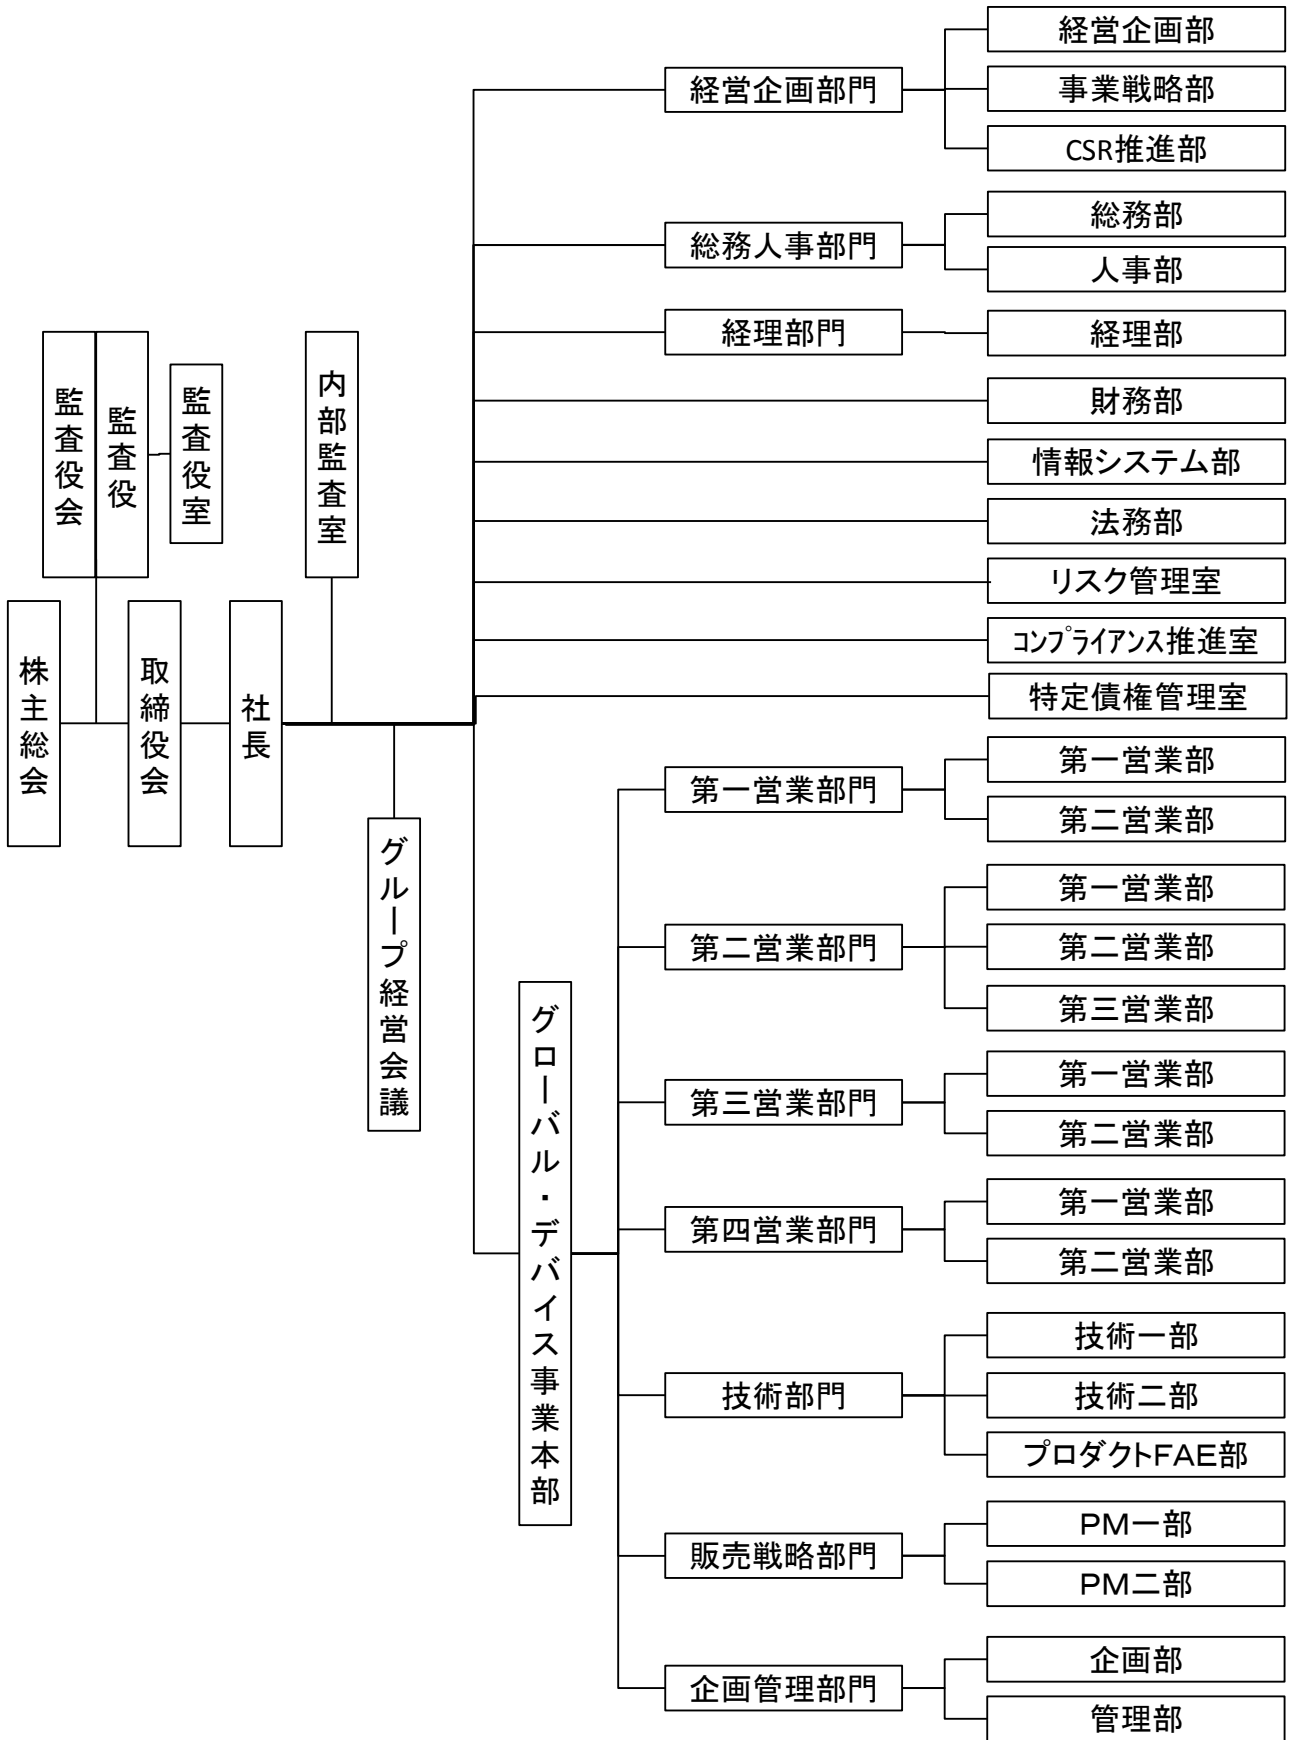 株主総会
監査役会
監査役
監査役室
取締役会
社長
内部監査室
グループ経営会議
経営企画部門
経営企画部
事業戦略部
CSR推進部
総務人事部門
総務部
人事部
経理部門
経理部
財務部
情報システム部
法務部
リスク管理室
コンプライアンス推進室
特定債権管理室
グローバル・デバイス事業本部
第一営業部門
第一営業部
第二営業部
第二営業部門
第一営業部
第二営業部
第三営業部
第三営業部門
第一営業部
第二営業部
第四営業部門
第一営業部
第二営業部
技術部門
技術一部
技術二部
プロダクトFAE部
販売戦略部門
PM一部
PM二部
企画管理部門
企画部
管理部